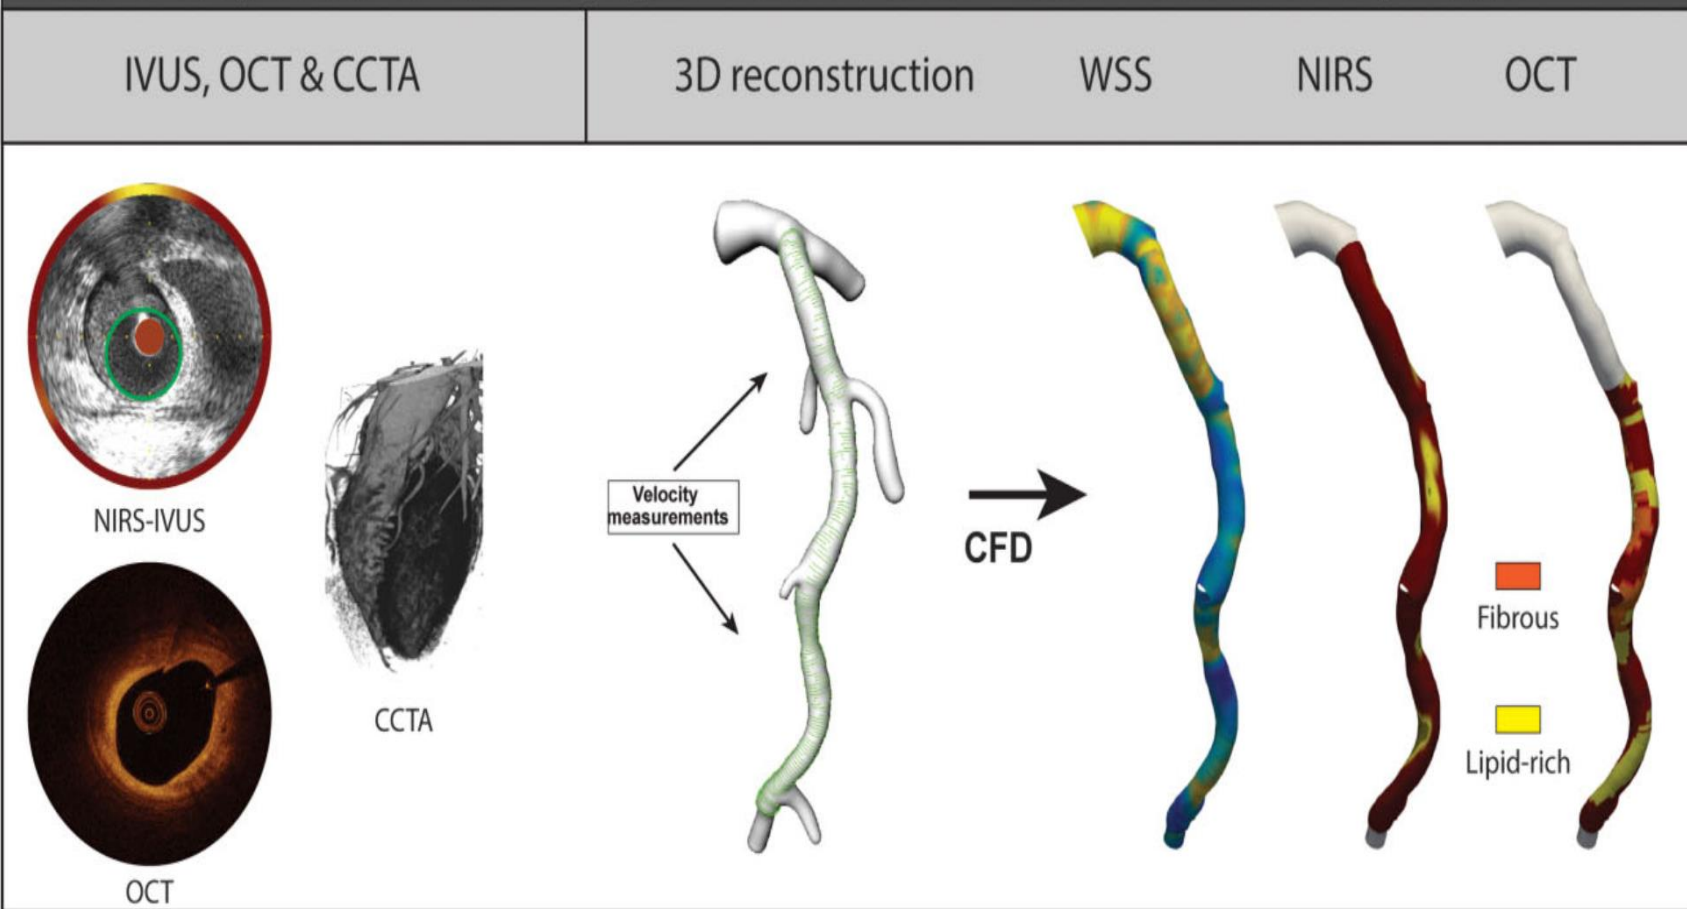 IVUS, OCT & CCTA
3D reconstruction
WSS
NIRS
OCT
NIRS-IVUS
OCT
CCTA
Velocity
measurements
CFD
Fibrous
Lipid-rich